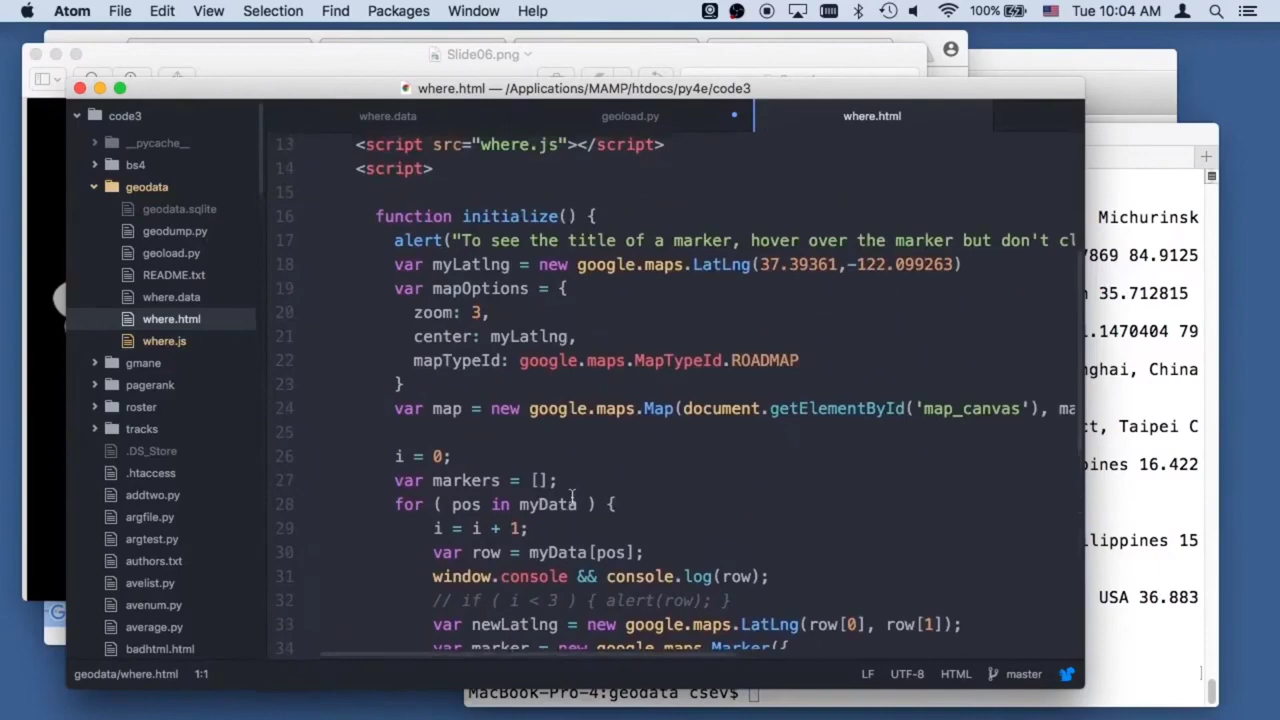 Atom File Edit View Selection Find Packages Window Help 100% Tue 10:04 AM
Slide06.png
where.html — /Applications/MAMP/htdocs/py4e/code3
code3
__pycache__
bs4
geodata
geodata.sqlite
geodump.py
geoload.py
README.txt
where.data
where.html
where.js
gmane
pagerank
roster
tracks
.DS_Store
.htaccess
addtwo.py
argfile.py
argtest.py
authors.txt
avelist.py
avenum.py
average.py
badhtml.html
where.data geoload.py where.html
13 <script src="where.js"></script>
14 <script>
15
16 function initialize() {
17 alert("To see the title of a marker, hover over the marker but don't cl
18 var myLatlng = new google.maps.LatLng(37.39361,-122.099263)
19 var mapOptions = {
20 zoom: 3,
21 center: myLatlng,
22 mapTypeId: google.maps.MapTypeId.ROADMAP
23 }
24 var map = new google.maps.Map(document.getElementById('map_canvas'), ma
25
26 i = 0;
27 var markers = [];
28 for ( pos in myData ) {
29 i = i + 1;
30 var row = myData[pos];
31 window.console && console.log(row);
32 // if ( i < 3 ) { alert(row); }
33 var newLatlng = new google.maps.LatLng(row[0], row[1]);
34 var marker = new google.maps.Marker({
geodata/where.html 1:1 LF UTF-8 HTML master
Michurinsk
7869 84.9125
n 35.712815
.1470404 79
nghai, China
ct, Taipei C
pines 16.422
ilippines 15
USA 36.883
MacBook-Pro-4:geodata csev$